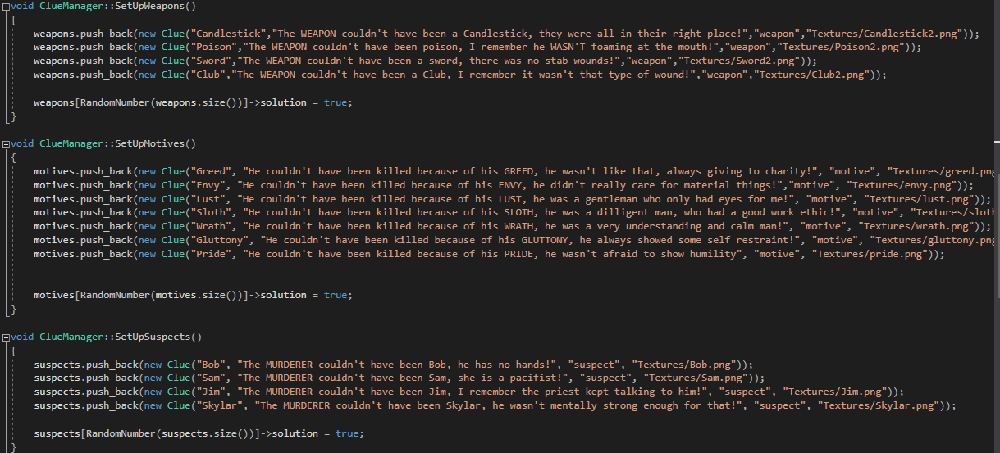 void ClueManager::SetUpWeapons()
{
weapons.push_back(new Clue("Candlestick","The WEAPON couldn't have been a Candlestick, they were all in their right place!","weapon","Textures/Candlestick2.png"));
weapons.push_back(new Clue("Poison","The WEAPON couldn't have been poison, I remember he WASN'T foaming at the mouth!","weapon","Textures/Poison2.png"));
weapons.push_back(new Clue("Sword","The WEAPON couldn't have been a sword, there was no stab wounds!","weapon","Textures/Sword2.png"));
weapons.push_back(new Clue("Club","The WEAPON couldn't have been a Club, I remember it wasn't that type of wound!","weapon","Textures/Club2.png"));
weapons[RandomNumber(weapons.size())]->solution = true;
}
void ClueManager::SetUpMotives()
{
motives.push_back(new Clue("Greed", "He couldn't have been killed because of his GREED, he wasn't like that, always giving to charity!", "motive", "Textures/greed.png
motives.push_back(new Clue("Envy", "He couldn't have been killed because of his ENVY, he didn't really care for material things!","motive", "Textures/envy.png"));
motives.push_back(new Clue("Lust", "He couldn't have been killed because of his LUST, he was a gentleman who only had eyes for me!", "motive", "Textures/lust.png"));
motives.push_back(new Clue("Sloth", "He couldn't have been killed because of his SLOTH, he was a dilligent man, who had a good work ethic!", "motive", "Textures/sloth
motives.push_back(new Clue("Wrath", "He couldn't have been killed because of his WRATH, he was a very understanding and calm man!", "motive", "Textures/wrath.png"));
motives.push_back(new Clue("Gluttony", "He couldn't have been killed because of his GLUTTONY, he always showed some self restraint!", "motive", "Textures/gluttony.png
motives.push_back(new Clue("Pride", "He couldn't have been killed because of his PRIDE, he wasn't afraid to show humility", "motive", "Textures/pride.png"));
motives[RandomNumber(motives.size())]->solution = true;
}
void ClueManager::SetUpSuspects()
{
suspects.push_back(new Clue("Bob", "The MURDERER couldn't have been Bob, he has no hands!", "suspect", "Textures/Bob.png"));
suspects.push_back(new Clue("Sam", "The MURDERER couldn't have been Sam, she is a pacifist!", "suspect", "Textures/Sam.png"));
suspects.push_back(new Clue("Jim", "The MURDERER couldn't have been Jim, I remember the priest kept talking to him!", "suspect", "Textures/Jim.png"));
suspects.push_back(new Clue("Skylar", "The MURDERER couldn't have been Skylar, he wasn't mentally strong enough for that!", "suspect", "Textures/Skylar.png"));
suspects[RandomNumber(suspects.size())]->solution = true;
}